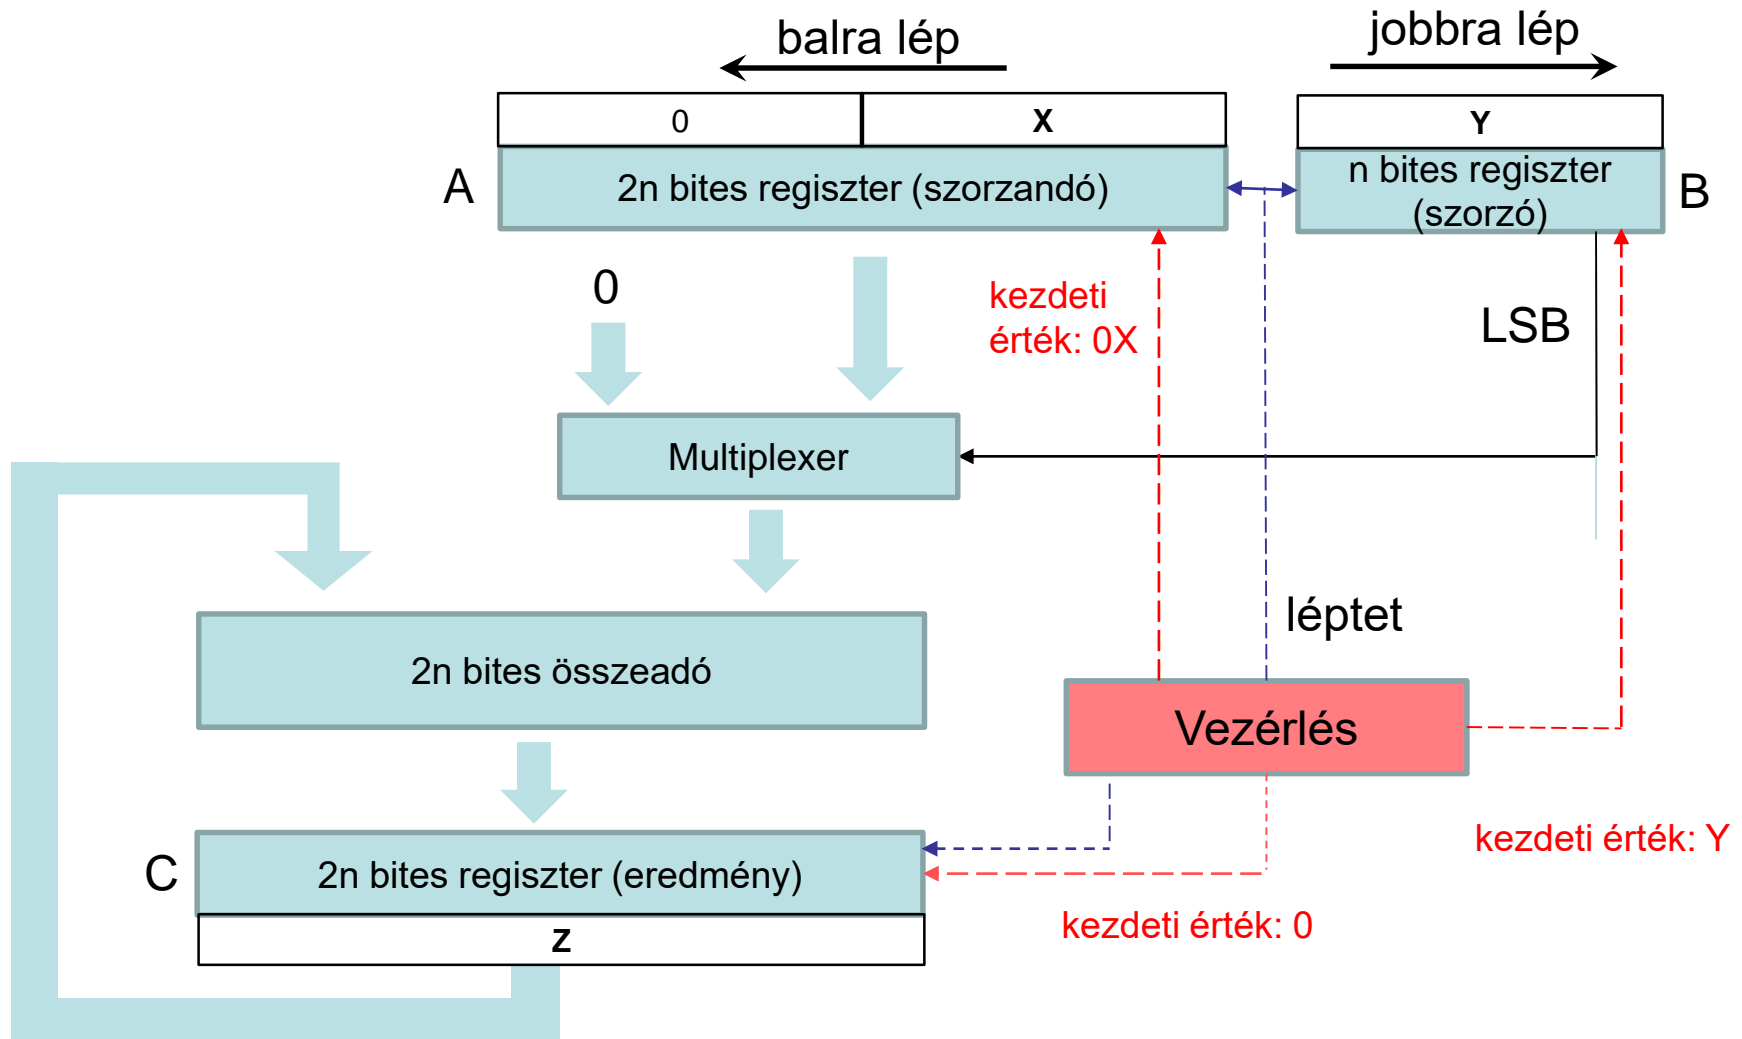 balra lép
jobbra lép
0
X
Y
A
2n bites regiszter (szorzandó)
n bites regiszter
(szorzó)
B
0
kezdeti
érték: 0X
LSB
Multiplexer
léptet
2n bites összeadó
Vezérlés
kezdeti érték: Y
C
2n bites regiszter (eredmény)
kezdeti érték: 0
Z